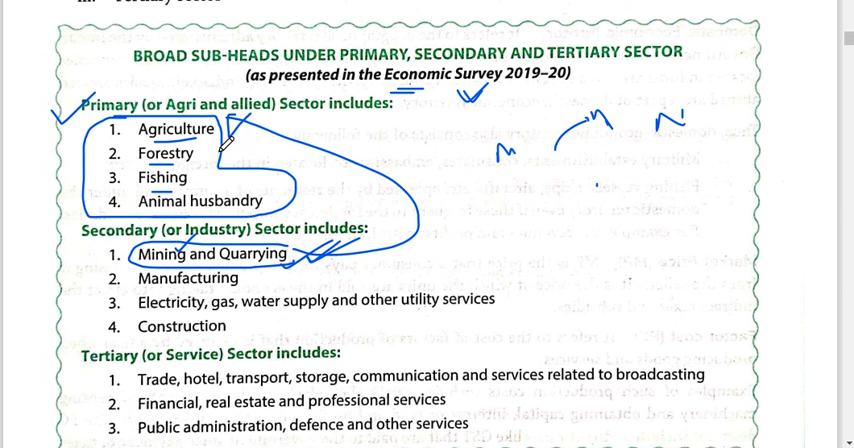 BROAD SUB-HEADS UNDER PRIMARY, SECONDARY AND TERTIARY SECTOR
(as presented in the Economic Survey 2019–20)
Primary (or Agri and allied) Sector includes:
1. Agriculture
2. Forestry
3. Fishing
4. Animal husbandry
Secondary (or Industry) Sector includes:
1. Mining and Quarrying
2. Manufacturing
3. Electricity, gas, water supply and other utility services
4. Construction
Tertiary (or Service) Sector includes:
1. Trade, hotel, transport, storage, communication and services related to broadcasting
2. Financial, real estate and professional services
3. Public administration, defence and other services